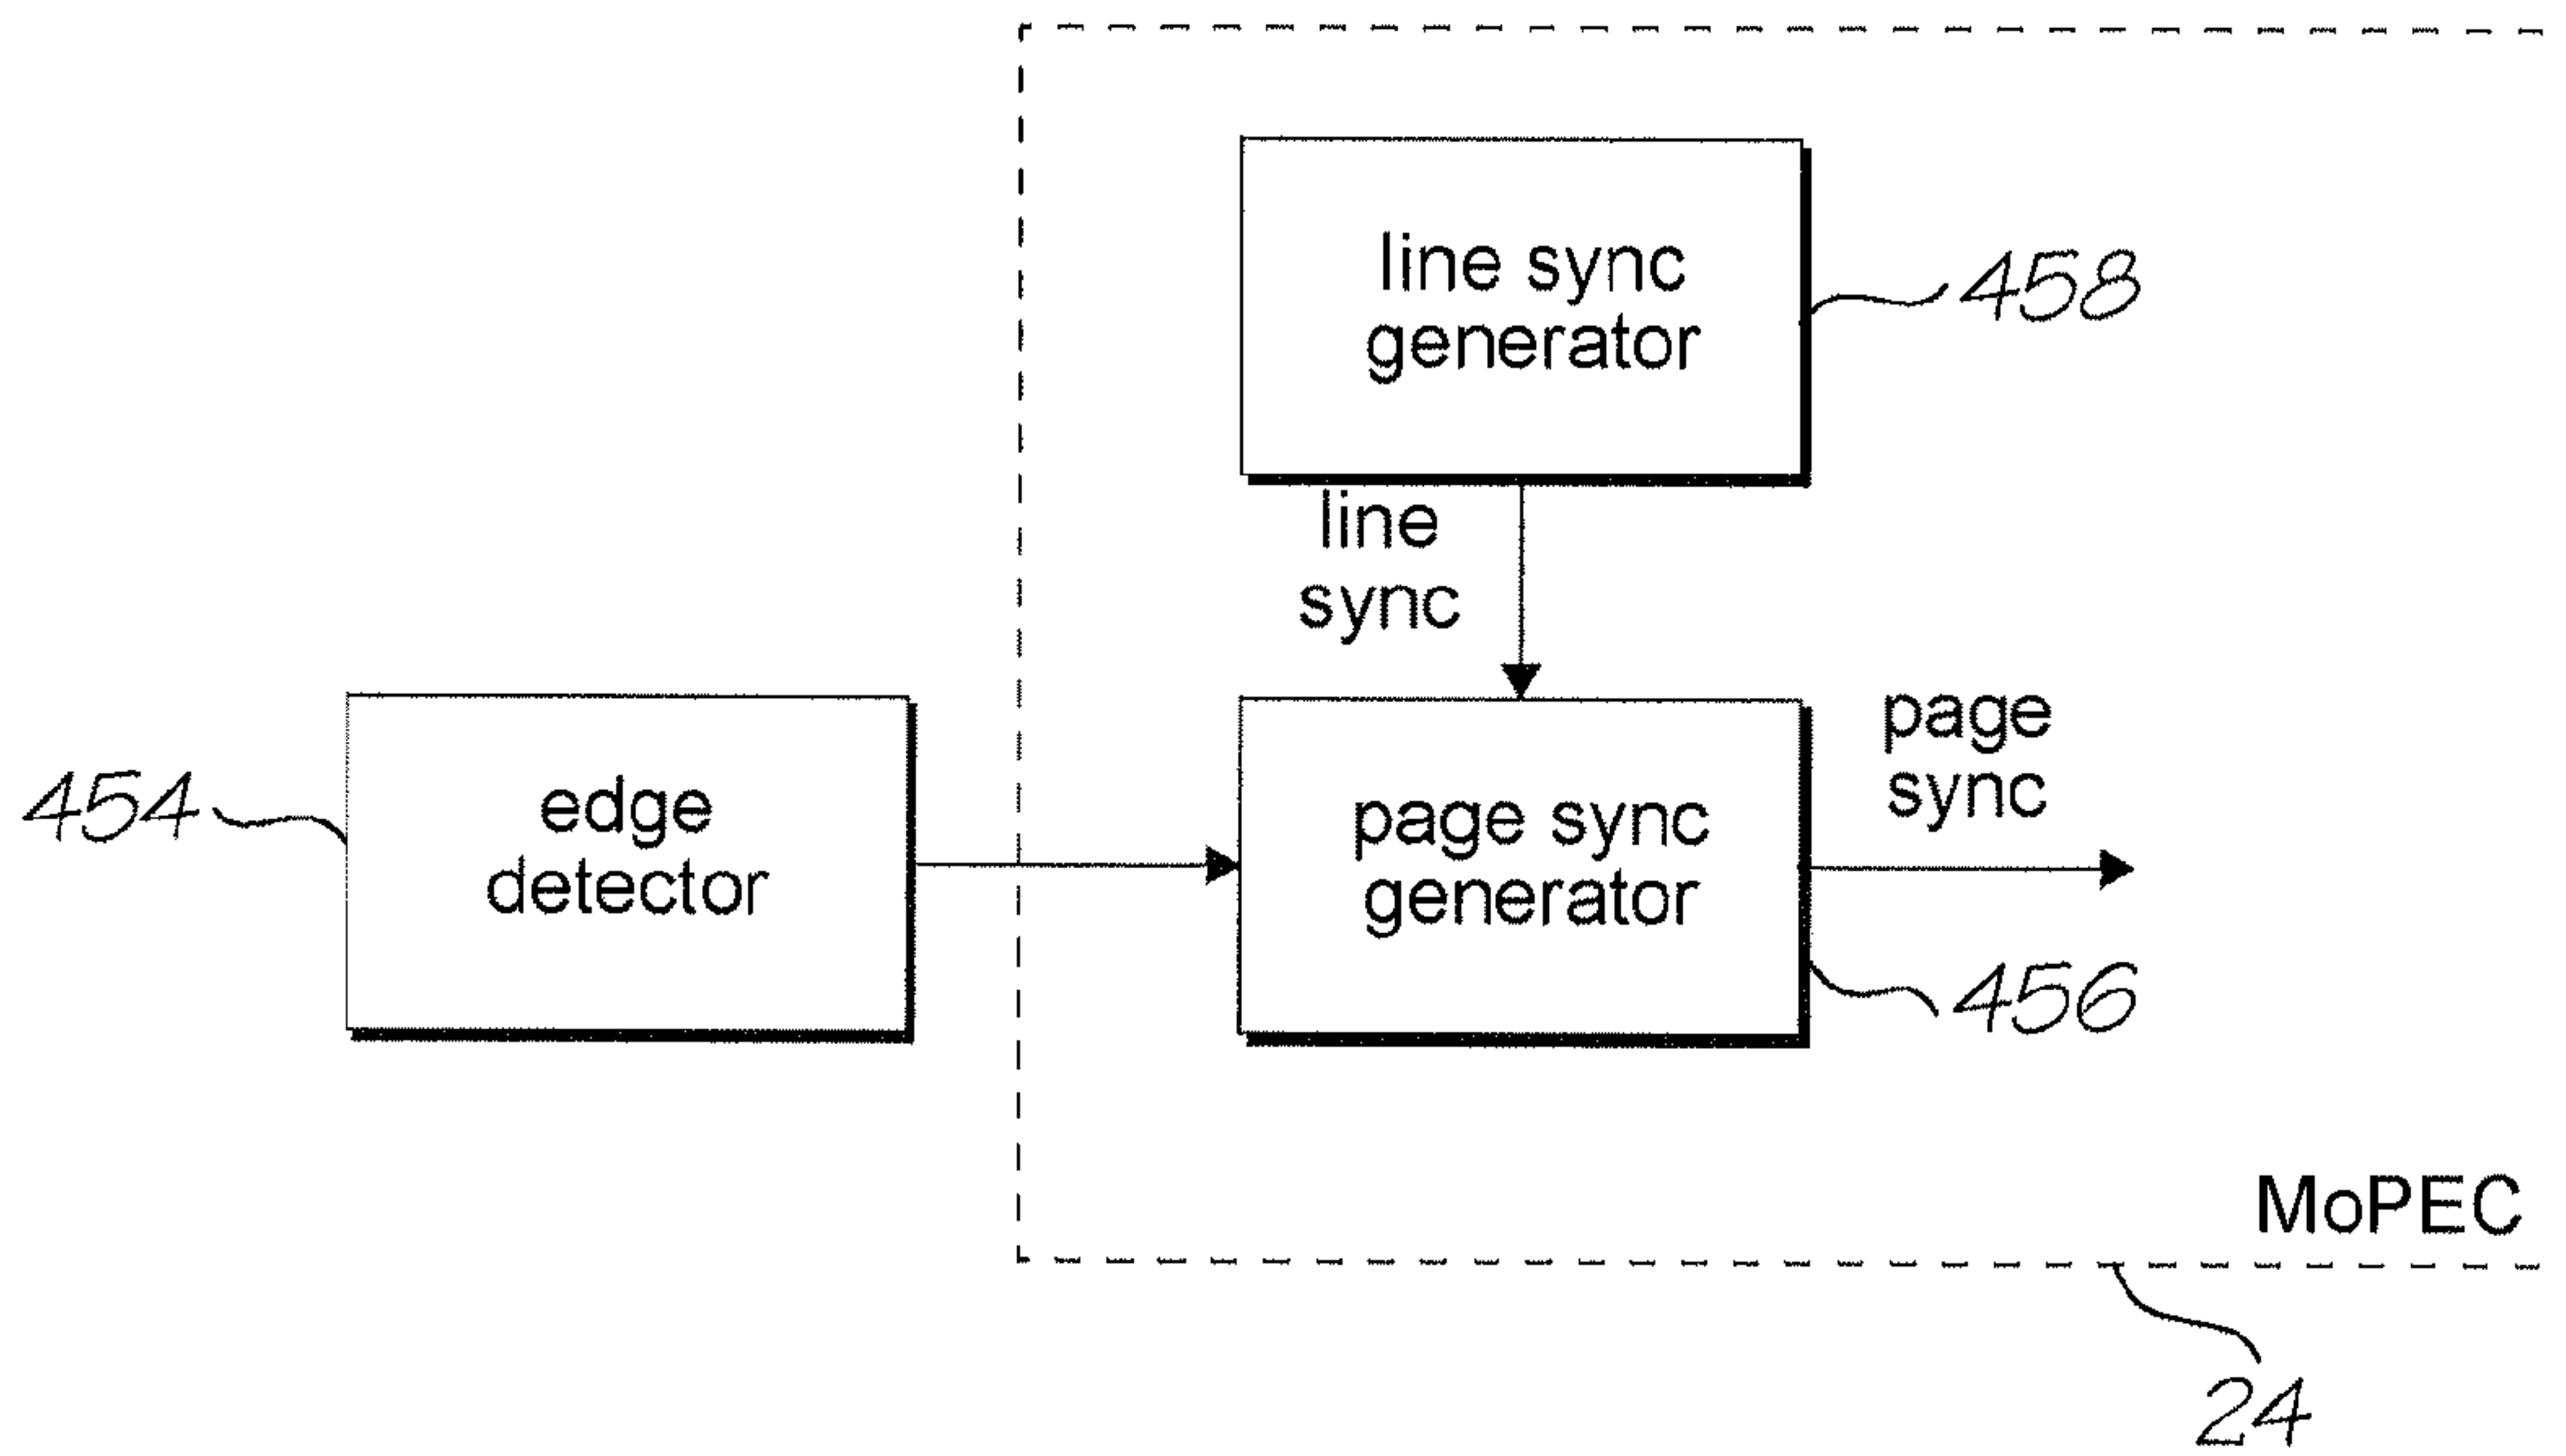 line sync
generator
458
line
sync
454
edge
detector
page sync
generator
page
sync
456
MoPEC
24